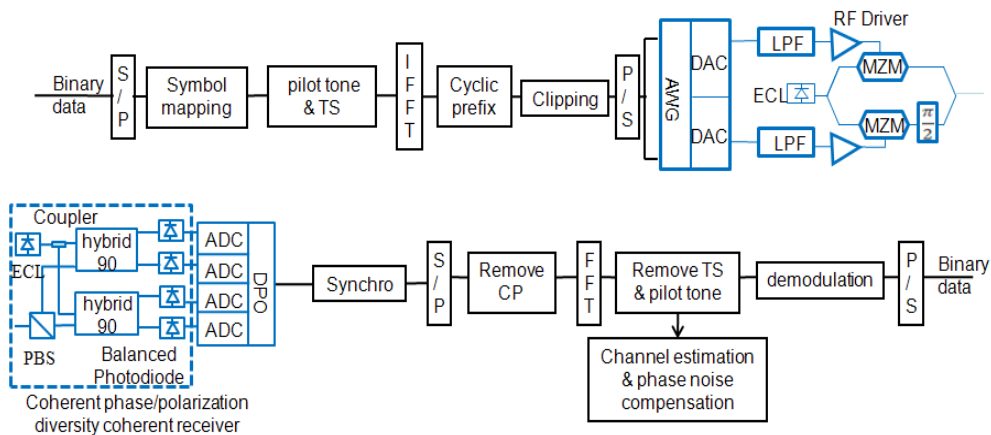 Binary
data
S
/
P
Symbol
mapping
pilot tone
& TS
I
F
F
T
Cyclic
prefix
Clipping
P
/
S
AWG
DAC
DAC
LPF
LPF
RF Driver
ECL
MZM
MZM
π
2
Coupler
ECL
PBS
hybrid
90
hybrid
90
Balanced
Photodiode
Coherent phase/polarization
diversity coherent receiver
ADC
ADC
ADC
ADC
DPO
Synchro
S
/
P
Remove
CP
F
F
T
Remove TS
& pilot tone
Channel estimation
& phase noise
compensation
demodulation
P
/
S
Binary
data